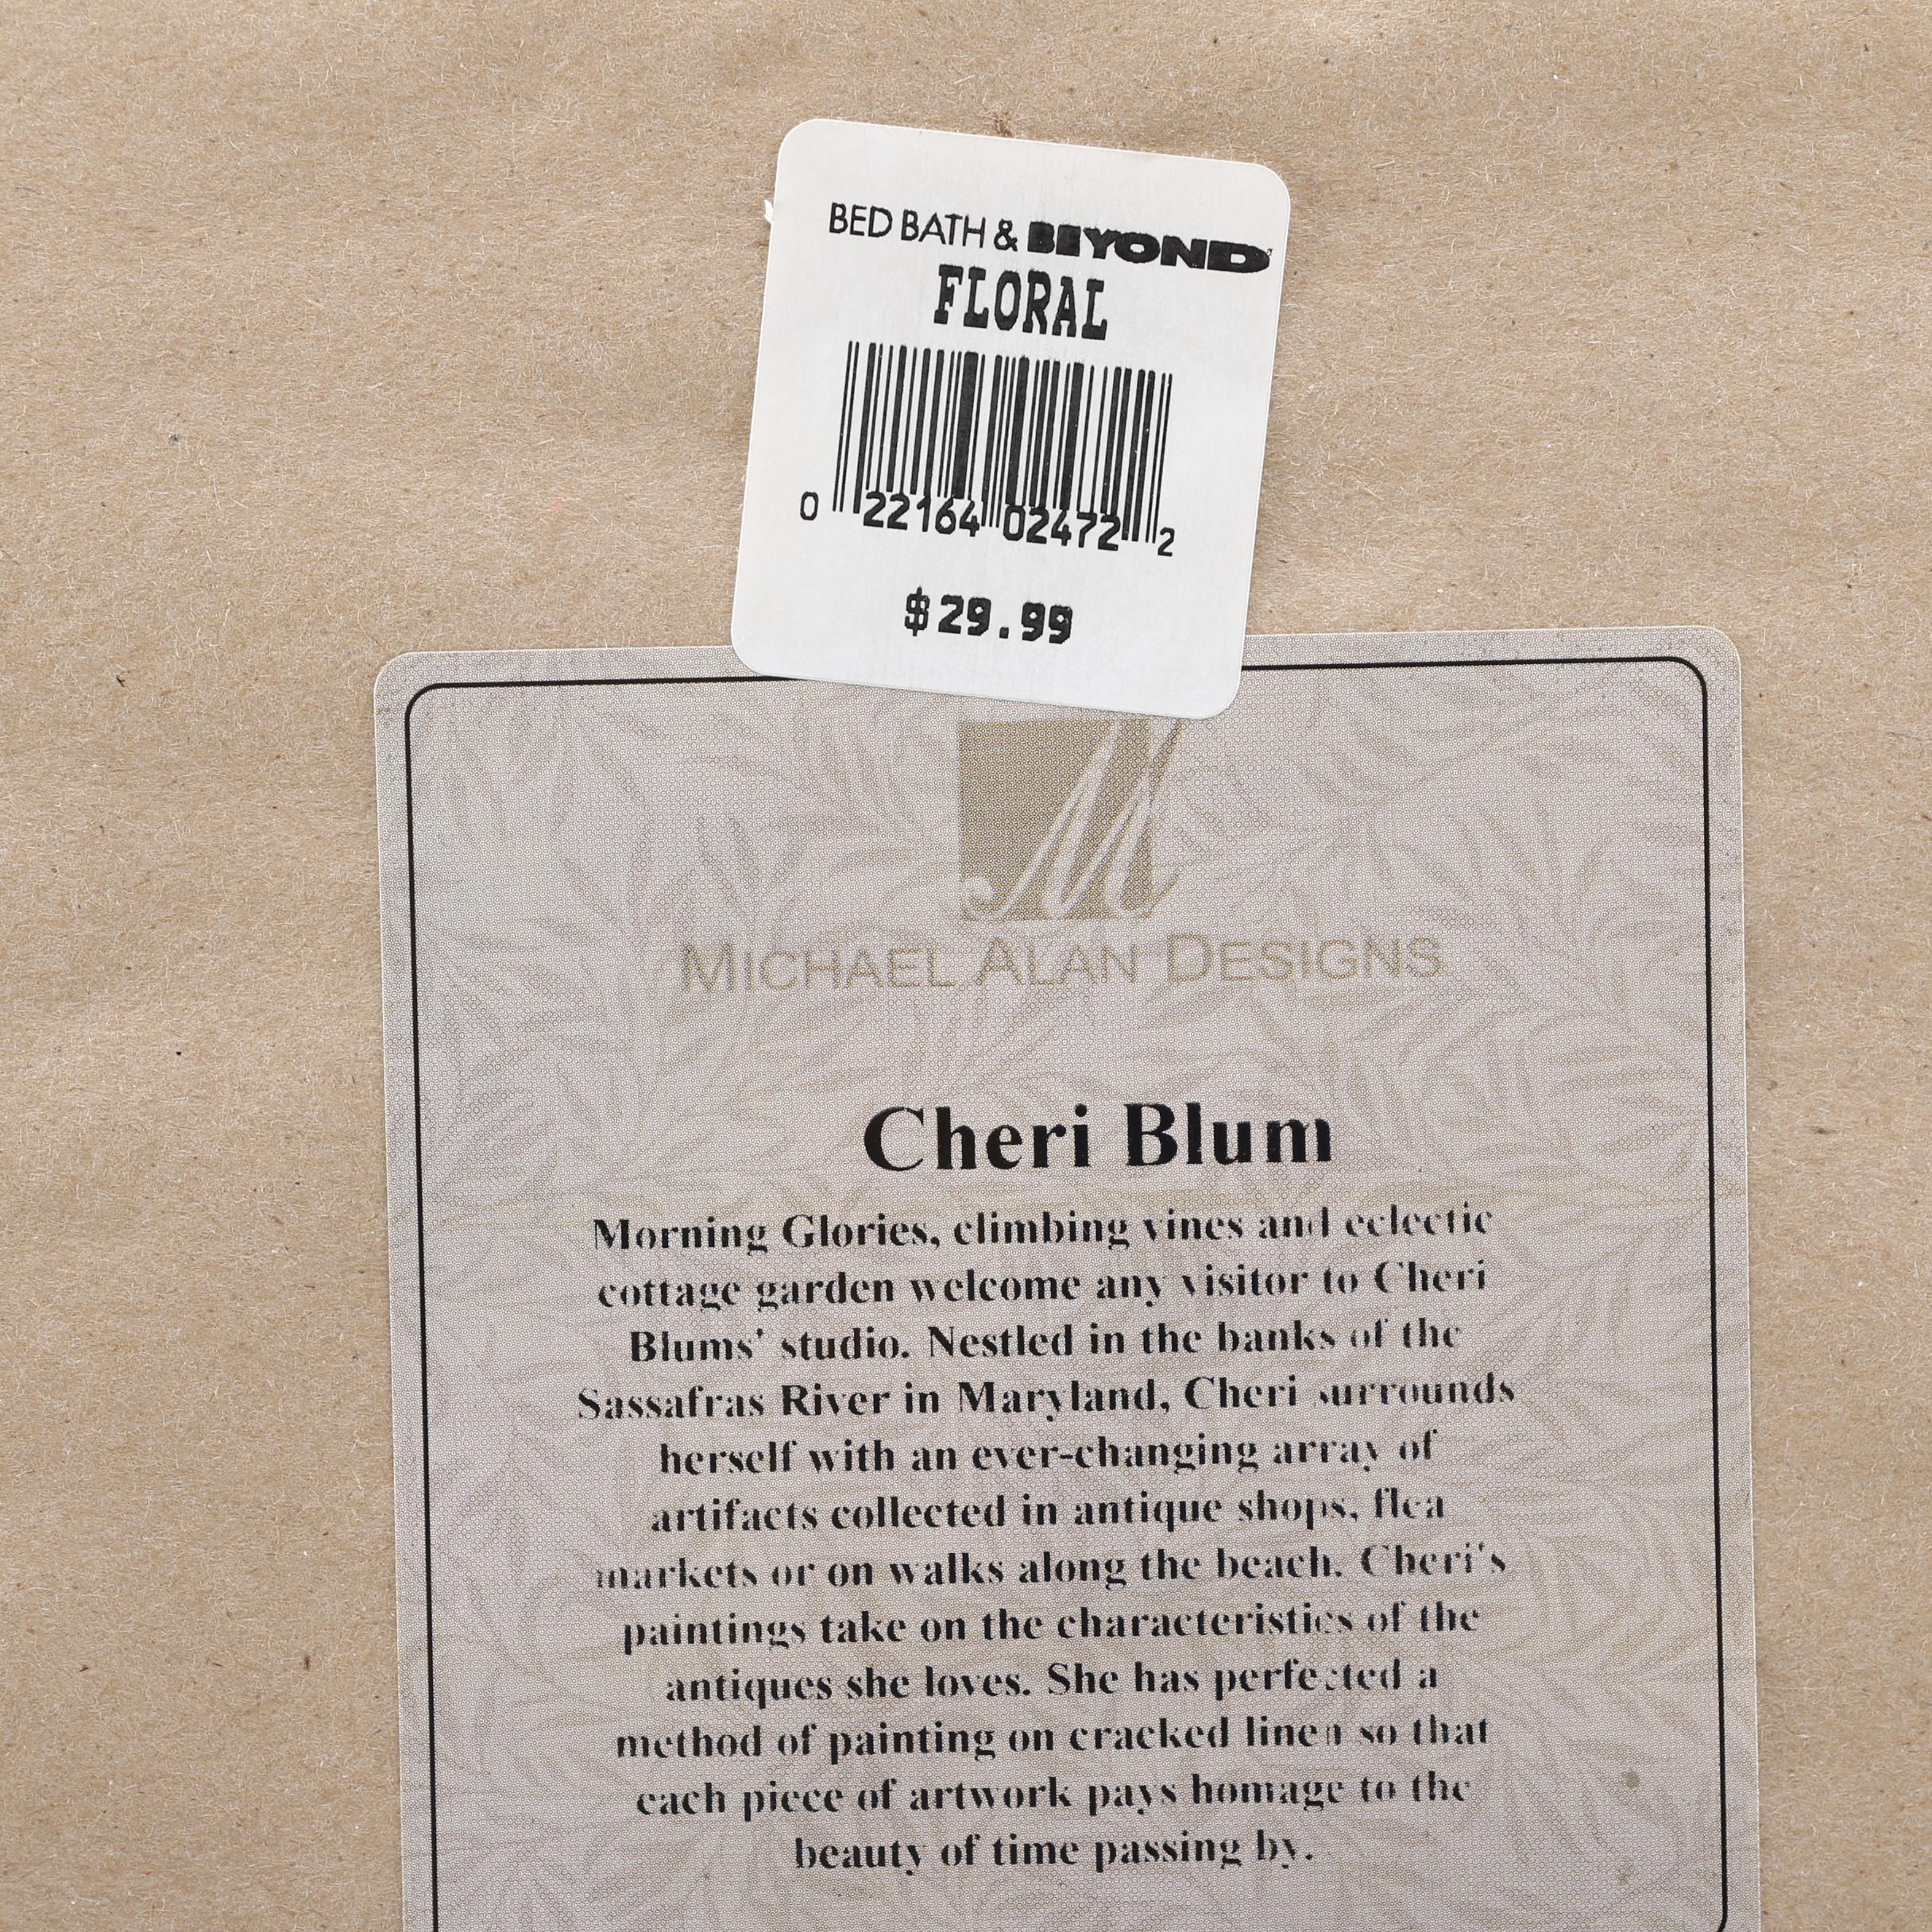 BED BATH & BEYOND
FLORAL
0 22164 02472 2
$29.99
M
MICHAEL ALAN DESIGNS
Cheri Blum
Morning Glories, climbing vines and eclectic
cottage garden welcome any visitor to Cheri
Blums' studio. Nestled in the banks of the
Sassafras River in Maryland, Cheri surrounds
herself with an ever-changing array of
artifacts collected in antique shops, flea
markets or on walks along the beach. Cheri's
paintings take on the characteristics of the
antiques she loves. She has perfected a
method of painting on cracked linen so that
each piece of artwork pays homage to the
beauty of time passing by.